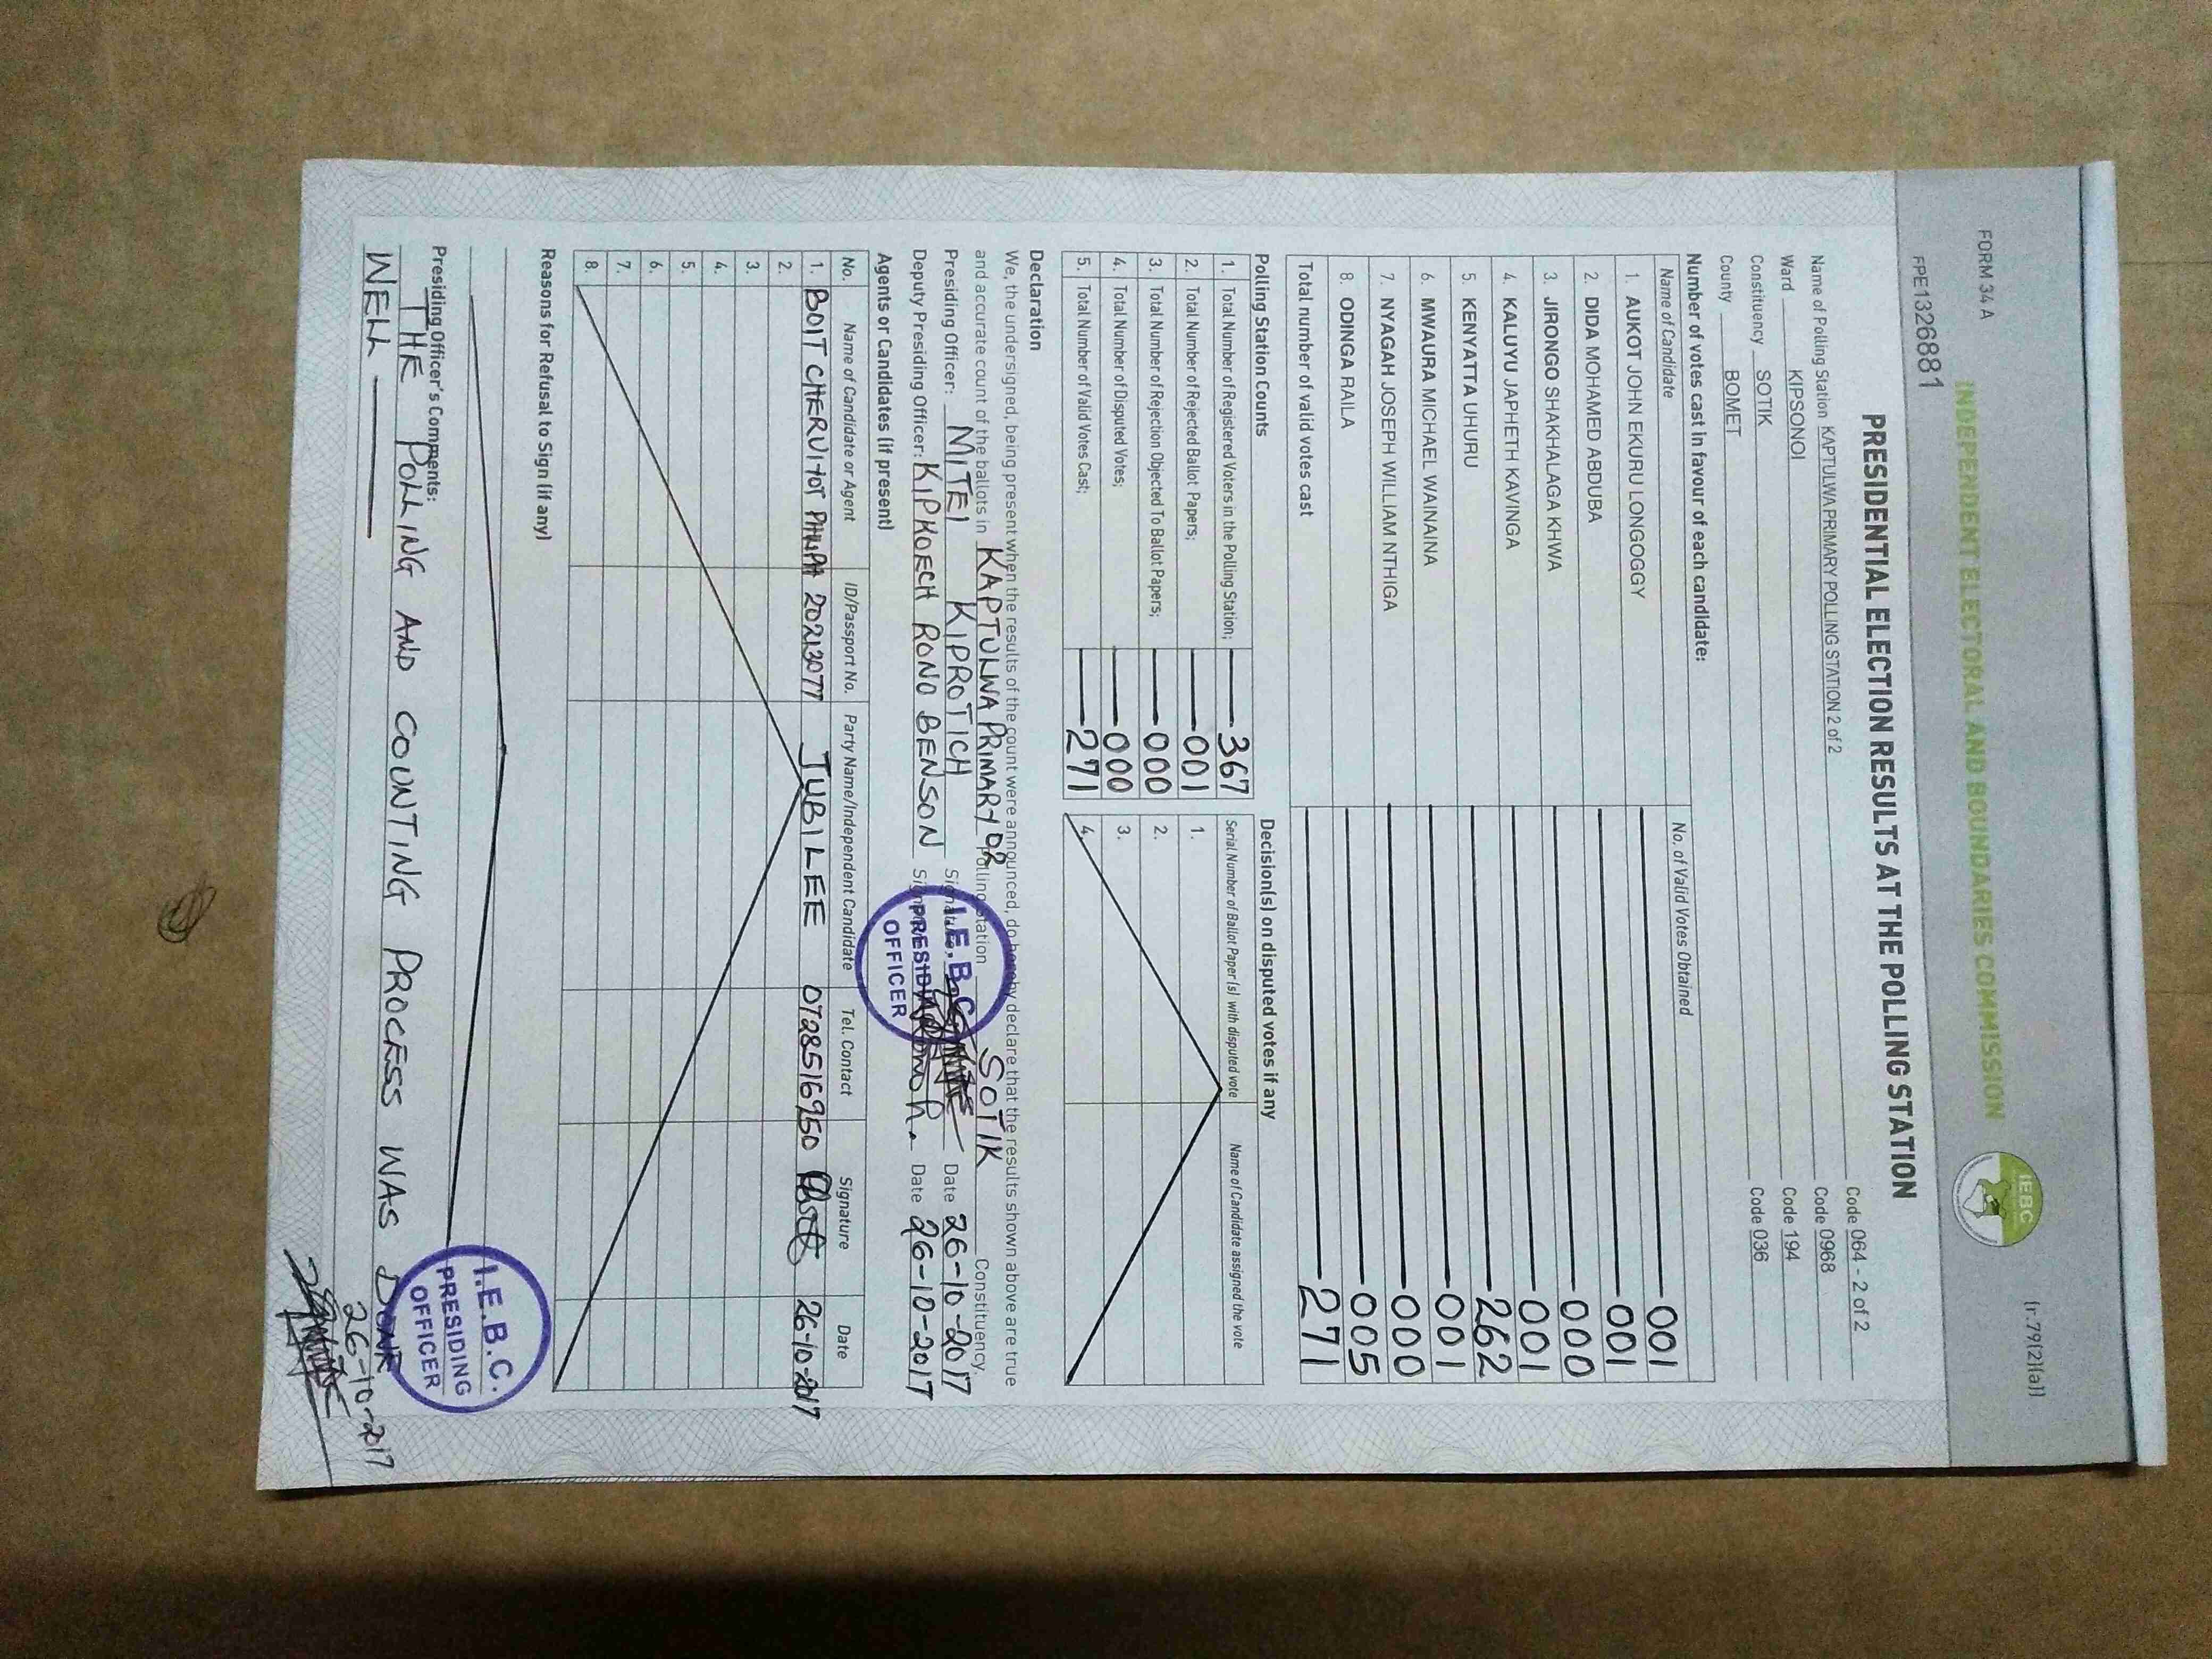 FORM 34 A
(r.79(2)(a))
INDEPENDENT ELECTORAL AND BOUNDARIES COMMISSION
IEBC
FPE1326881
PRESIDENTIAL ELECTION RESULTS AT THE POLLING STATION
Name of Polling Station KAPTULWA PRIMARY POLLING STATION 2 of 2 Code 064 - 2 of 2
Ward KIPSONOI Code 0968
Constituency SOTIK Code 194
County BOMET Code 036
Number of votes cast in favour of each candidate:
Name of Candidate No. of Valid Votes Obtained
1. AUKOT JOHN EKURU LONGOGGY 001
2. DIDA MOHAMED ABDUBA 001
3. JIRONGO SHAKHALAGA KHWA 000
4. KALUYU JAPHETH KAVINGA 001
5. KENYATTA UHURU 262
6. MWAURA MICHAEL WAINAINA 001
7. NYAGAH JOSEPH WILLIAM NTHIGA 000
8. ODINGA RAILA 005
Total number of valid votes cast 271
Polling Station Counts
1. Total Number of Registered Voters in the Polling Station; 367
2. Total Number of Rejected Ballot Papers; 001
3. Total Number of Rejection Objected To Ballot Papers; 000
4. Total Number of Disputed Votes; 000
5. Total Number of Valid Votes Cast; 271
Decision(s) on disputed votes if any
Serial Number of Ballot Paper(s) with disputed vote Name of Candidate assigned the vote
1.
2.
3.
4.
Declaration
We, the undersigned, being present when the results of the count were announced, do hereby declare that the results shown above are true
and accurate count of the ballots in KAPTULWA PRIMARY 02 Polling Station SOTIK Constituency
Presiding Officer: MITEI KIPROTICH Signature Date 26-10-2017
Deputy Presiding Officer: KIPKOECH RONO BENSON Date 26-10-2017
I.E.B.C.
PRESIDING
OFFICER
Agents or Candidates (if present)
No. Name of Candidate or Agent ID/Passport No. Party Name/Independent Candidate Tel. Contact Signature Date
1. BOIT 20213077 JUBILEE 0728516950 26-10-2017
2.
3.
4.
5.
6.
7.
8.
Reasons for Refusal to Sign (if any)
Presiding Officer's Comments:
THE POLLING AND COUNTING PROCESS WAS DONE
WELL
I.E.B.C.
PRESIDING
OFFICER
26-10-2017